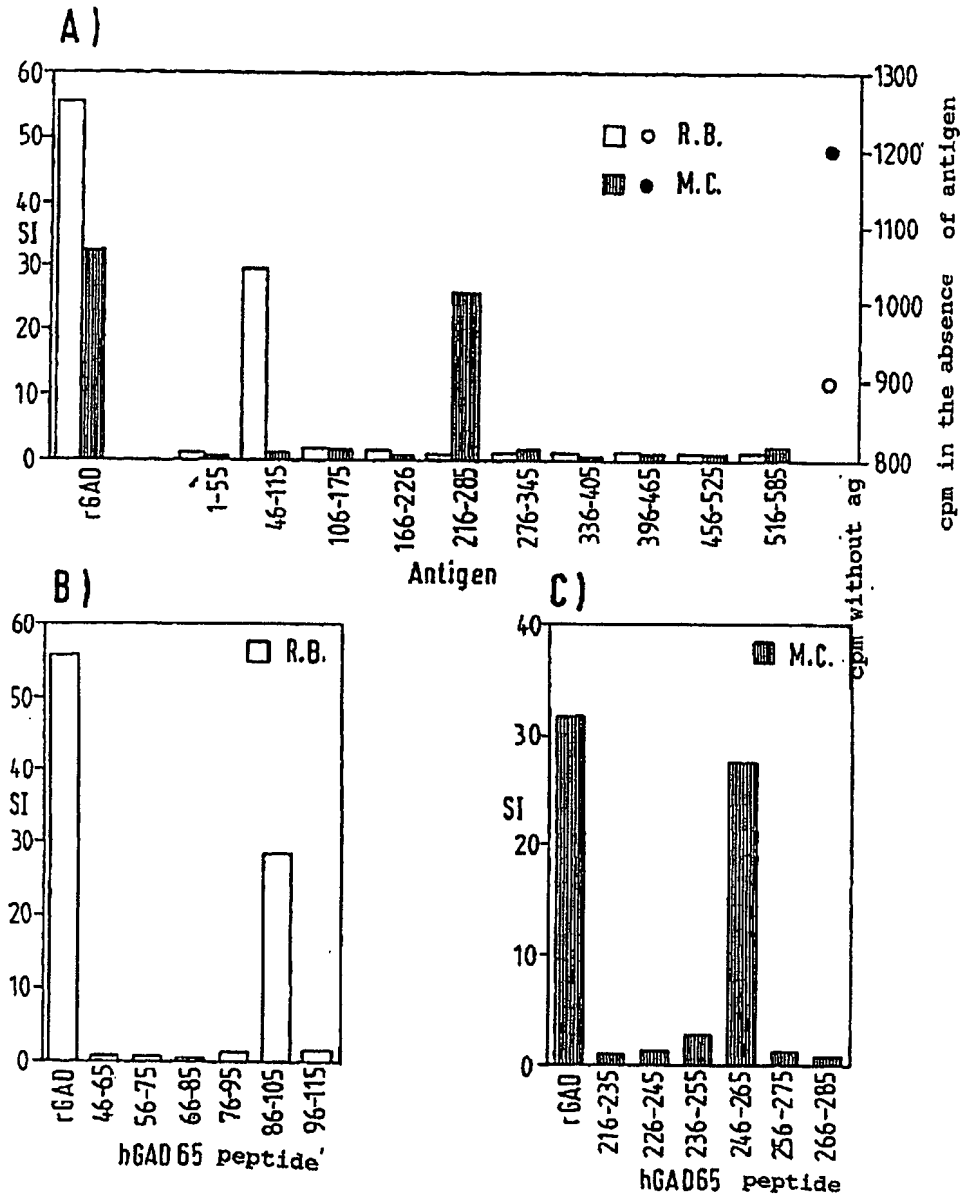 A)
60
50
40
SI
30
20
10
0
1300
1200
1100
1000
900
800
R.B.
M.C.
rGAD
1-55
46-115
106-175
166-226
216-285
276-345
336-405
396-465
456-525
516-585
Antigen
cpm without ag
cpm in the absence of antigen
B)
60
50
40
SI
30
20
10
0
R.B.
rGAD
46-65
56-75
66-85
76-95
86-105
96-115
hGAD 65 peptide
C)
40
30
SI
20
10
0
M.C.
rGAD
216-235
226-245
236-255
246-265
256-275
266-285
hGAD65 peptide